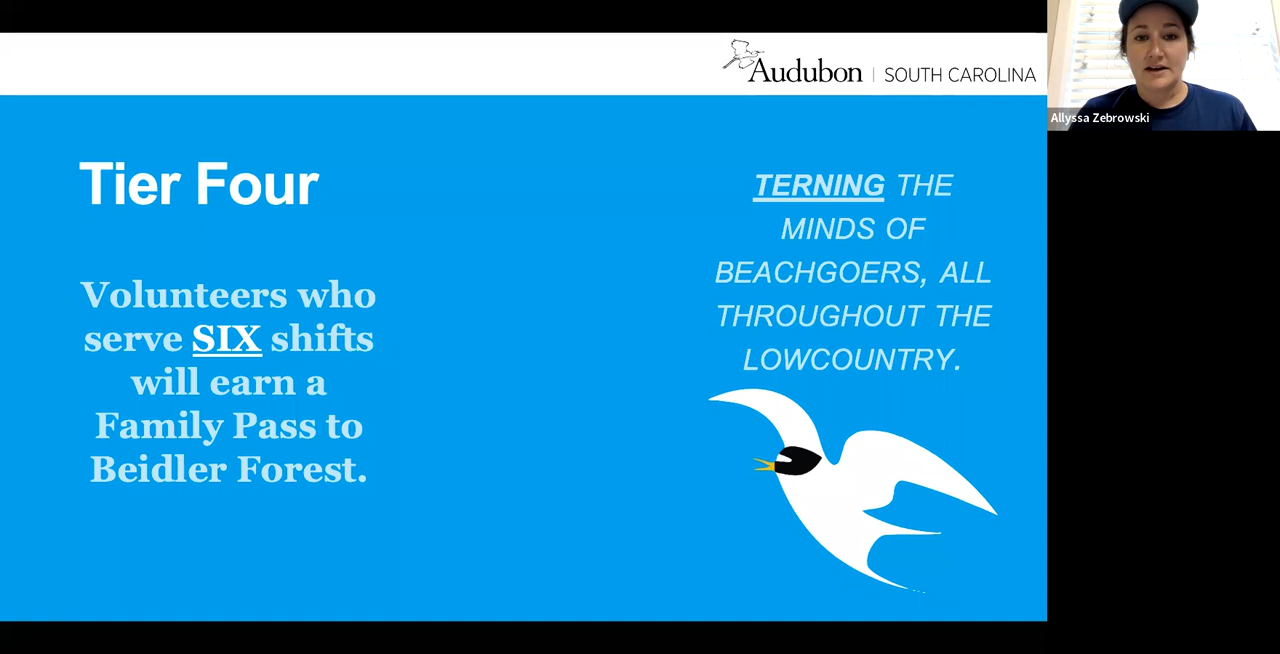 Audubon | SOUTH CAROLINA
Allyssa Zebrowski
Tier Four
Volunteers who
serve SIX shifts
will earn a
Family Pass to
Beidler Forest.
TERNING THE
MINDS OF
BEACHGOERS, ALL
THROUGHOUT THE
LOWCOUNTRY.